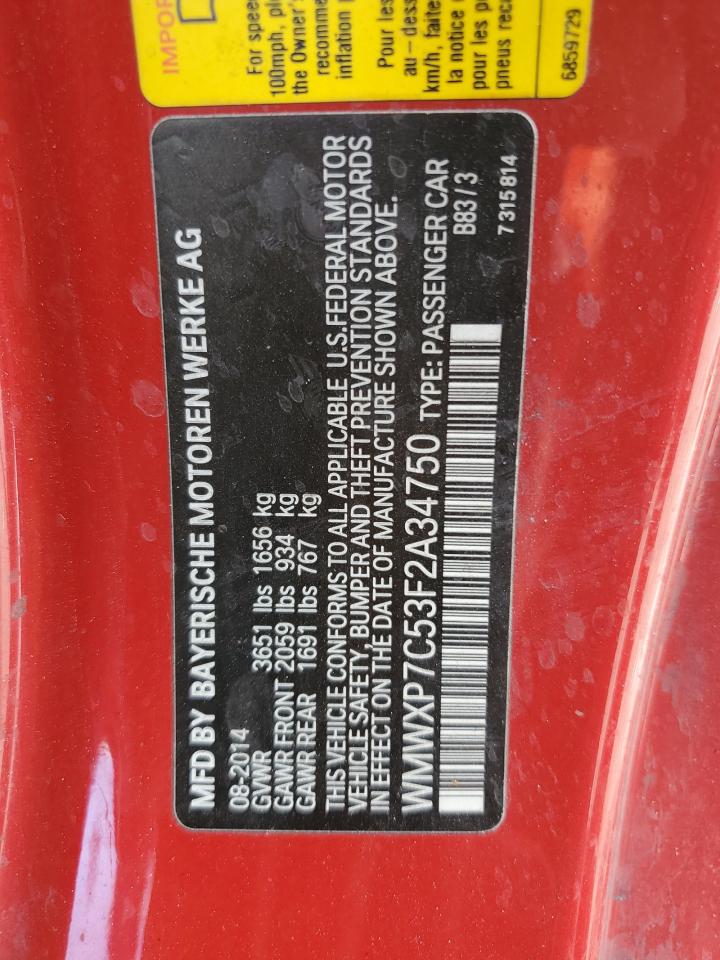 MFD BY BAYERISCHE MOTOREN WERKE AG
08-2014
GVWR 3651 lbs 1656 kg
GAWR FRONT 2059 lbs 934 kg
GAWR REAR 1691 lbs 767 kg
THIS VEHICLE CONFORMS TO ALL APPLICABLE U.S.FEDERAL MOTOR
VEHICLE SAFETY, BUMPER AND THEFT PREVENTION STANDARDS
IN EFFECT ON THE DATE OF MANUFACTURE SHOWN ABOVE.
WMWXP7C53F2A34750 TYPE: PASSENGER CAR
B83 / 3
7 315 814
IMPOR
For spee
100mph, pl
the Owner's
recomme
inflation p
Pour les
au - dess
km/h, faite
la notice
pour les p
pneus rec
6859729